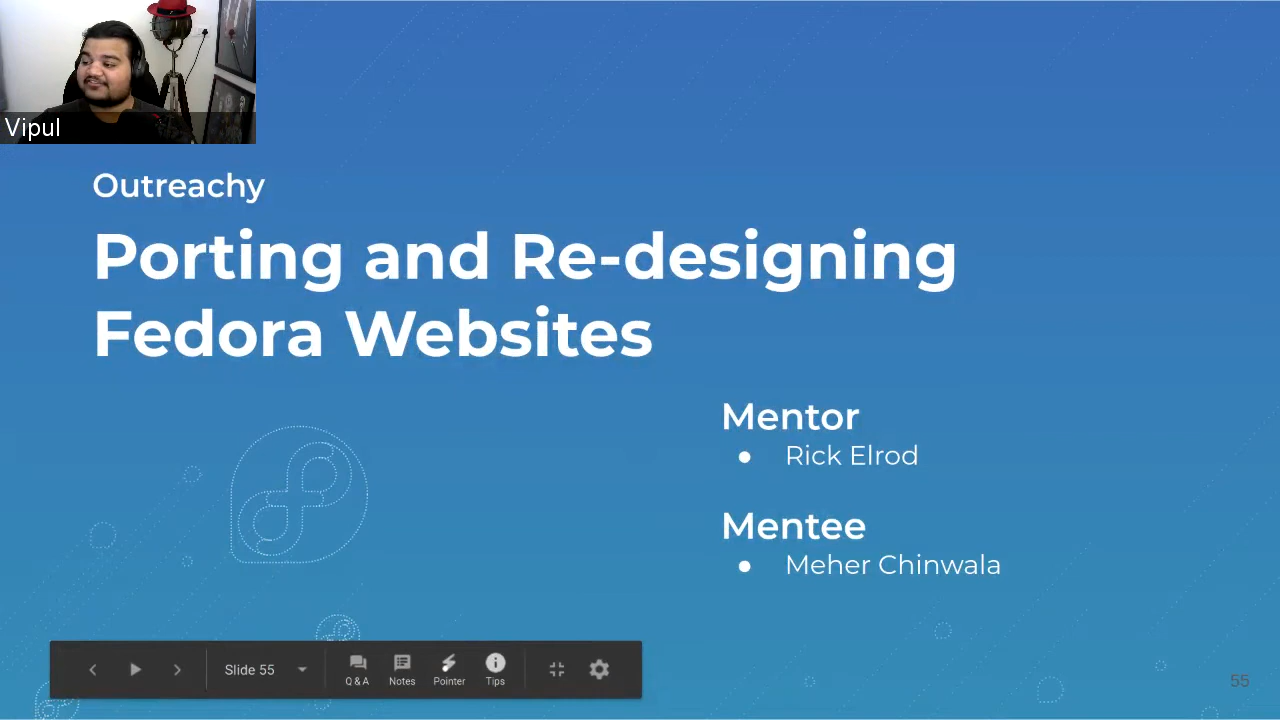 Vipul
Outreachy
Porting and Re-designing
Fedora Websites
Mentor
● Rick Elrod
Mentee
● Meher Chinwala
Slide 55
Q & A
Notes
Pointer
Tips
55